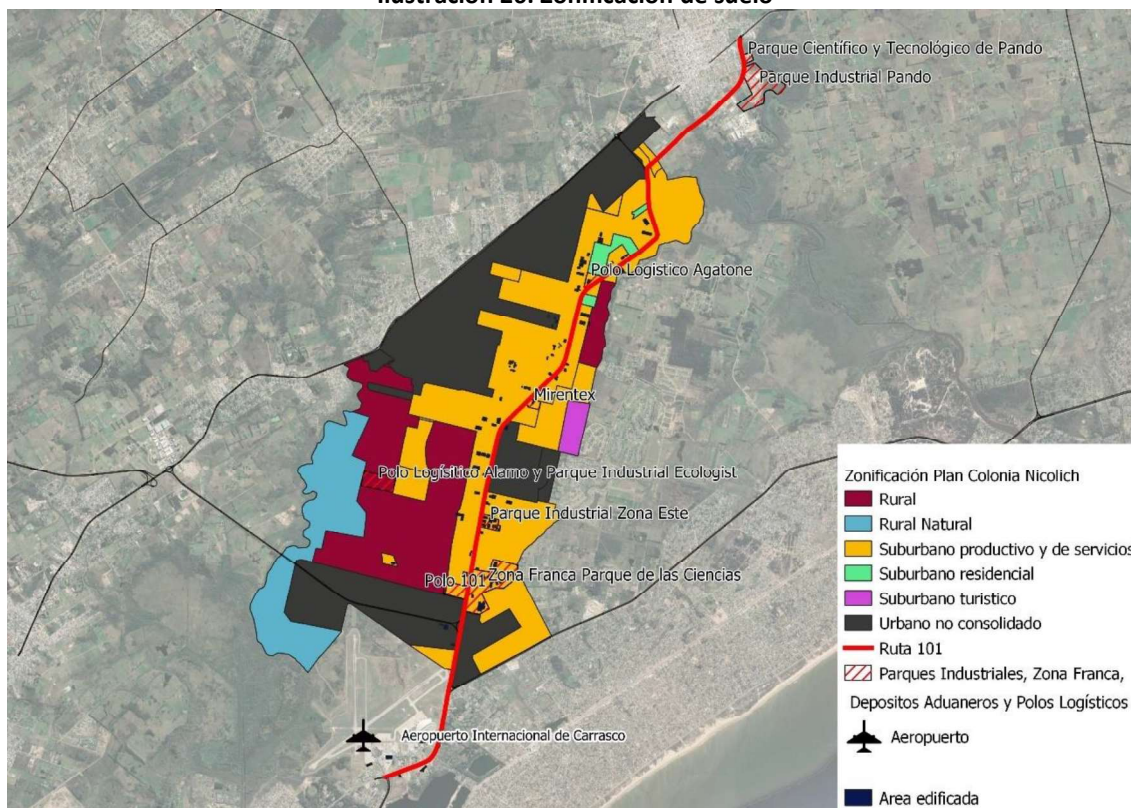 Ilustración 20. Zonificación de suelo
Parque Científico y Tecnológico de Pando
Parque Industrial Pando
Polo Logístico Agatone
Mirentex
Polo Logísitico Alamo y Parque Industrial Ecologist
Parque Industrial Zona Este
Polo 101
Zona Franca Parque de las Ciencias
Aeropuerto Internacional de Carrasco
Zonificación Plan Colonia Nicolich
Rural
Rural Natural
Suburbano productivo y de servicios
Suburbano residencial
Suburbano turistico
Urbano no consolidado
Ruta 101
Parques Industriales, Zona Franca,
Depositos Aduaneros y Polos Logísticos
Aeropuerto
Area edificada